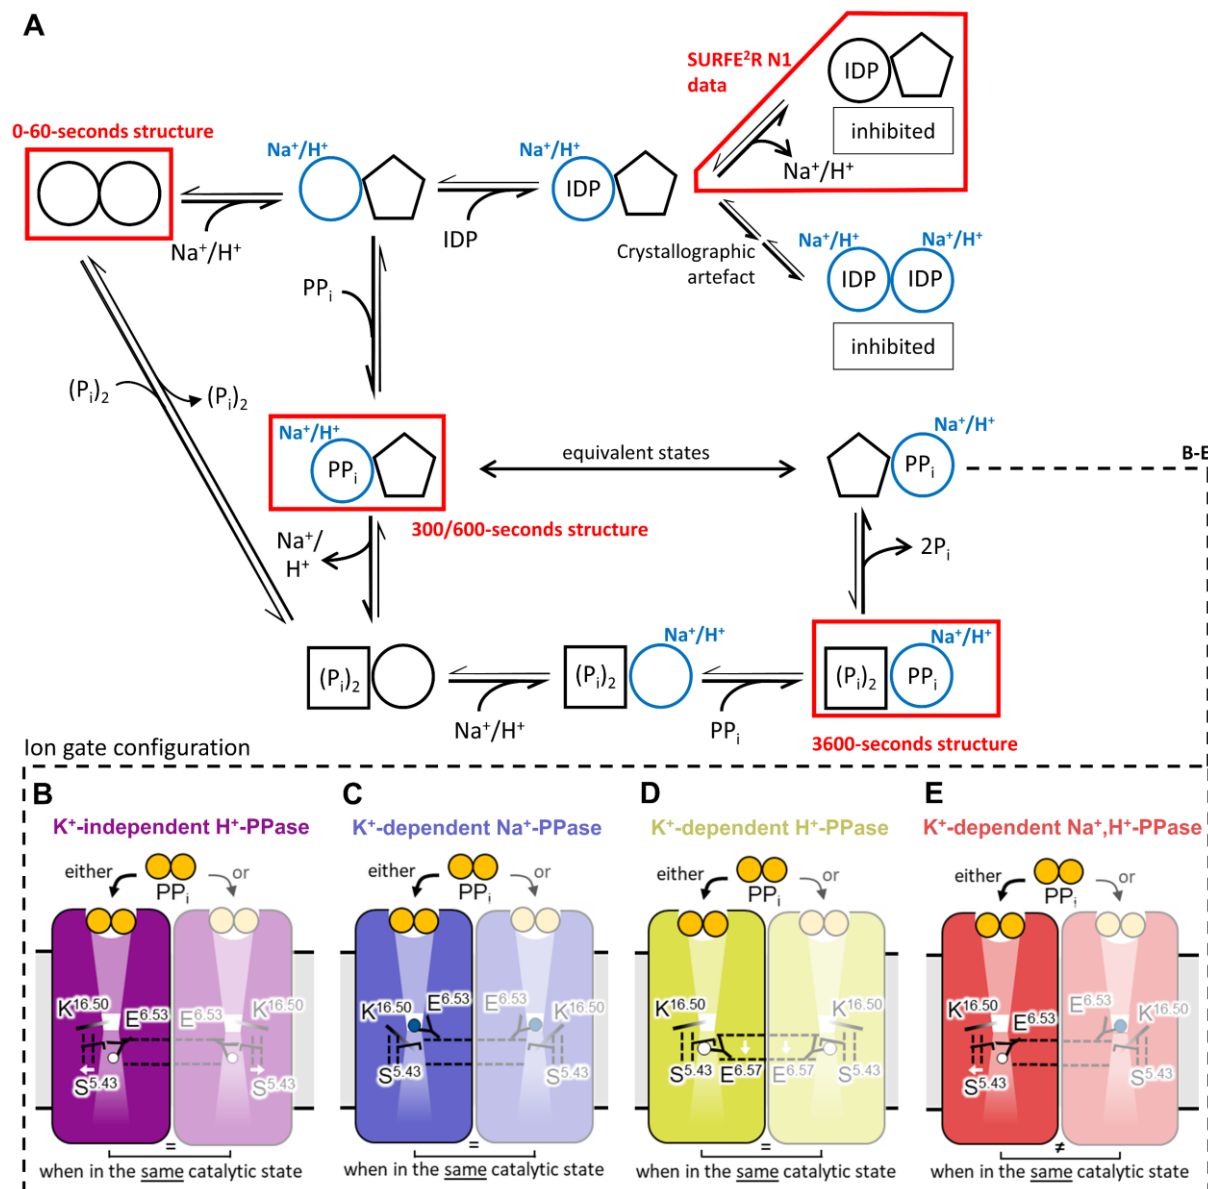 A
SURFE²R N1
data
IDP
inhibited
Na⁺/H⁺
0-60-seconds structure
Na⁺/H⁺
Na⁺/H⁺
Na⁺/H⁺
IDP
IDP
Crystallographic
artefact
Na⁺/H⁺
Na⁺/H⁺
IDP
IDP
inhibited
PPᵢ
(Pᵢ)₂
(Pᵢ)₂
Na⁺/H⁺
PPᵢ
300/600-seconds structure
equivalent states
Na⁺/H⁺
PPᵢ
B-E
Na⁺/
H⁺
2Pᵢ
(Pᵢ)₂
Na⁺/H⁺
Na⁺/H⁺
(Pᵢ)₂
PPᵢ
Na⁺/H⁺
(Pᵢ)₂
PPᵢ
3600-seconds structure
Ion gate configuration
B
K⁺-independent H⁺-PPase
either
or
PPᵢ
K¹⁶·⁵⁰
E⁶·⁵³
E⁶·⁵³
K¹⁶·⁵⁰
S⁵·⁴³
S⁵·⁴³
=
when in the same catalytic state
C
K⁺-dependent Na⁺-PPase
either
or
PPᵢ
K¹⁶·⁵⁰
E⁶·⁵³
E⁶·⁵³
K¹⁶·⁵⁰
S⁵·⁴³
S⁵·⁴³
=
when in the same catalytic state
D
K⁺-dependent H⁺-PPase
either
or
PPᵢ
K¹⁶·⁵⁰
K¹⁶·⁵⁰
S⁵·⁴³
E⁶·⁵⁷
E⁶·⁵⁷
S⁵·⁴³
=
when in the same catalytic state
E
K⁺-dependent Na⁺,H⁺-PPase
either
or
PPᵢ
K¹⁶·⁵⁰
E⁶·⁵³
E⁶·⁵³
K¹⁶·⁵⁰
S⁵·⁴³
S⁵·⁴³
≠
when in the same catalytic state